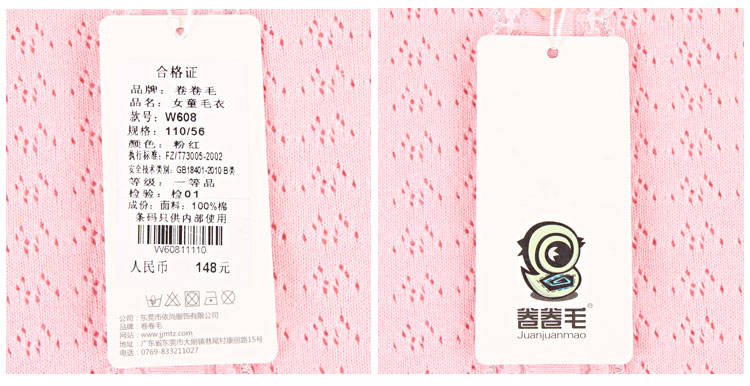 合格证
品牌：卷卷毛
品名：女童毛衣
款号：W608
规格：110/56
颜色：粉红
执行标准：FZ/T73005-2002
安全技术类别：GB18401-2010 B类
等级：一等品
检验：检01
成份：面料：100%棉
条码只供内部使用
W60811110
人民币 148元
公司：东莞市依尚服饰有限公司
品牌：卷卷毛
网站：www.jjmtz.com
地址：广东省东莞市大朗镇巷尾村康丽路15号
电话：0769-833211027
卷卷毛®
Juanjuanmao